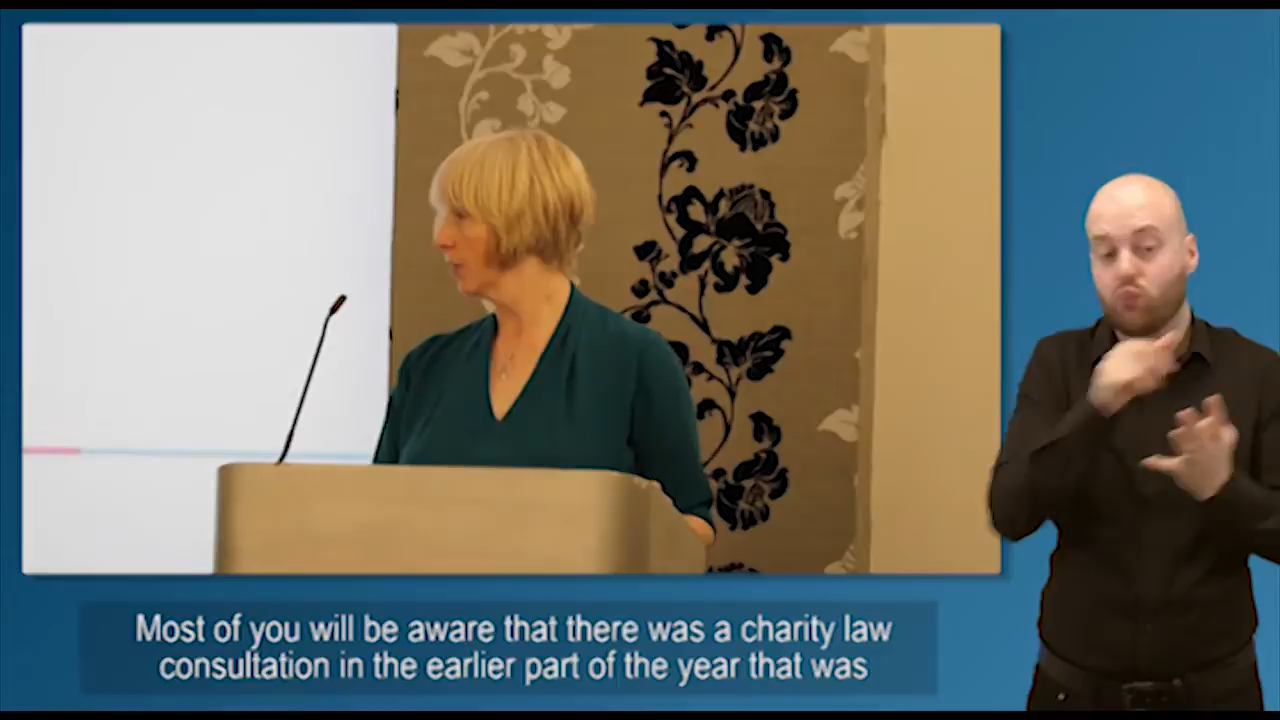 Most of you will be aware that there was a charity law
consultation in the earlier part of the year that was